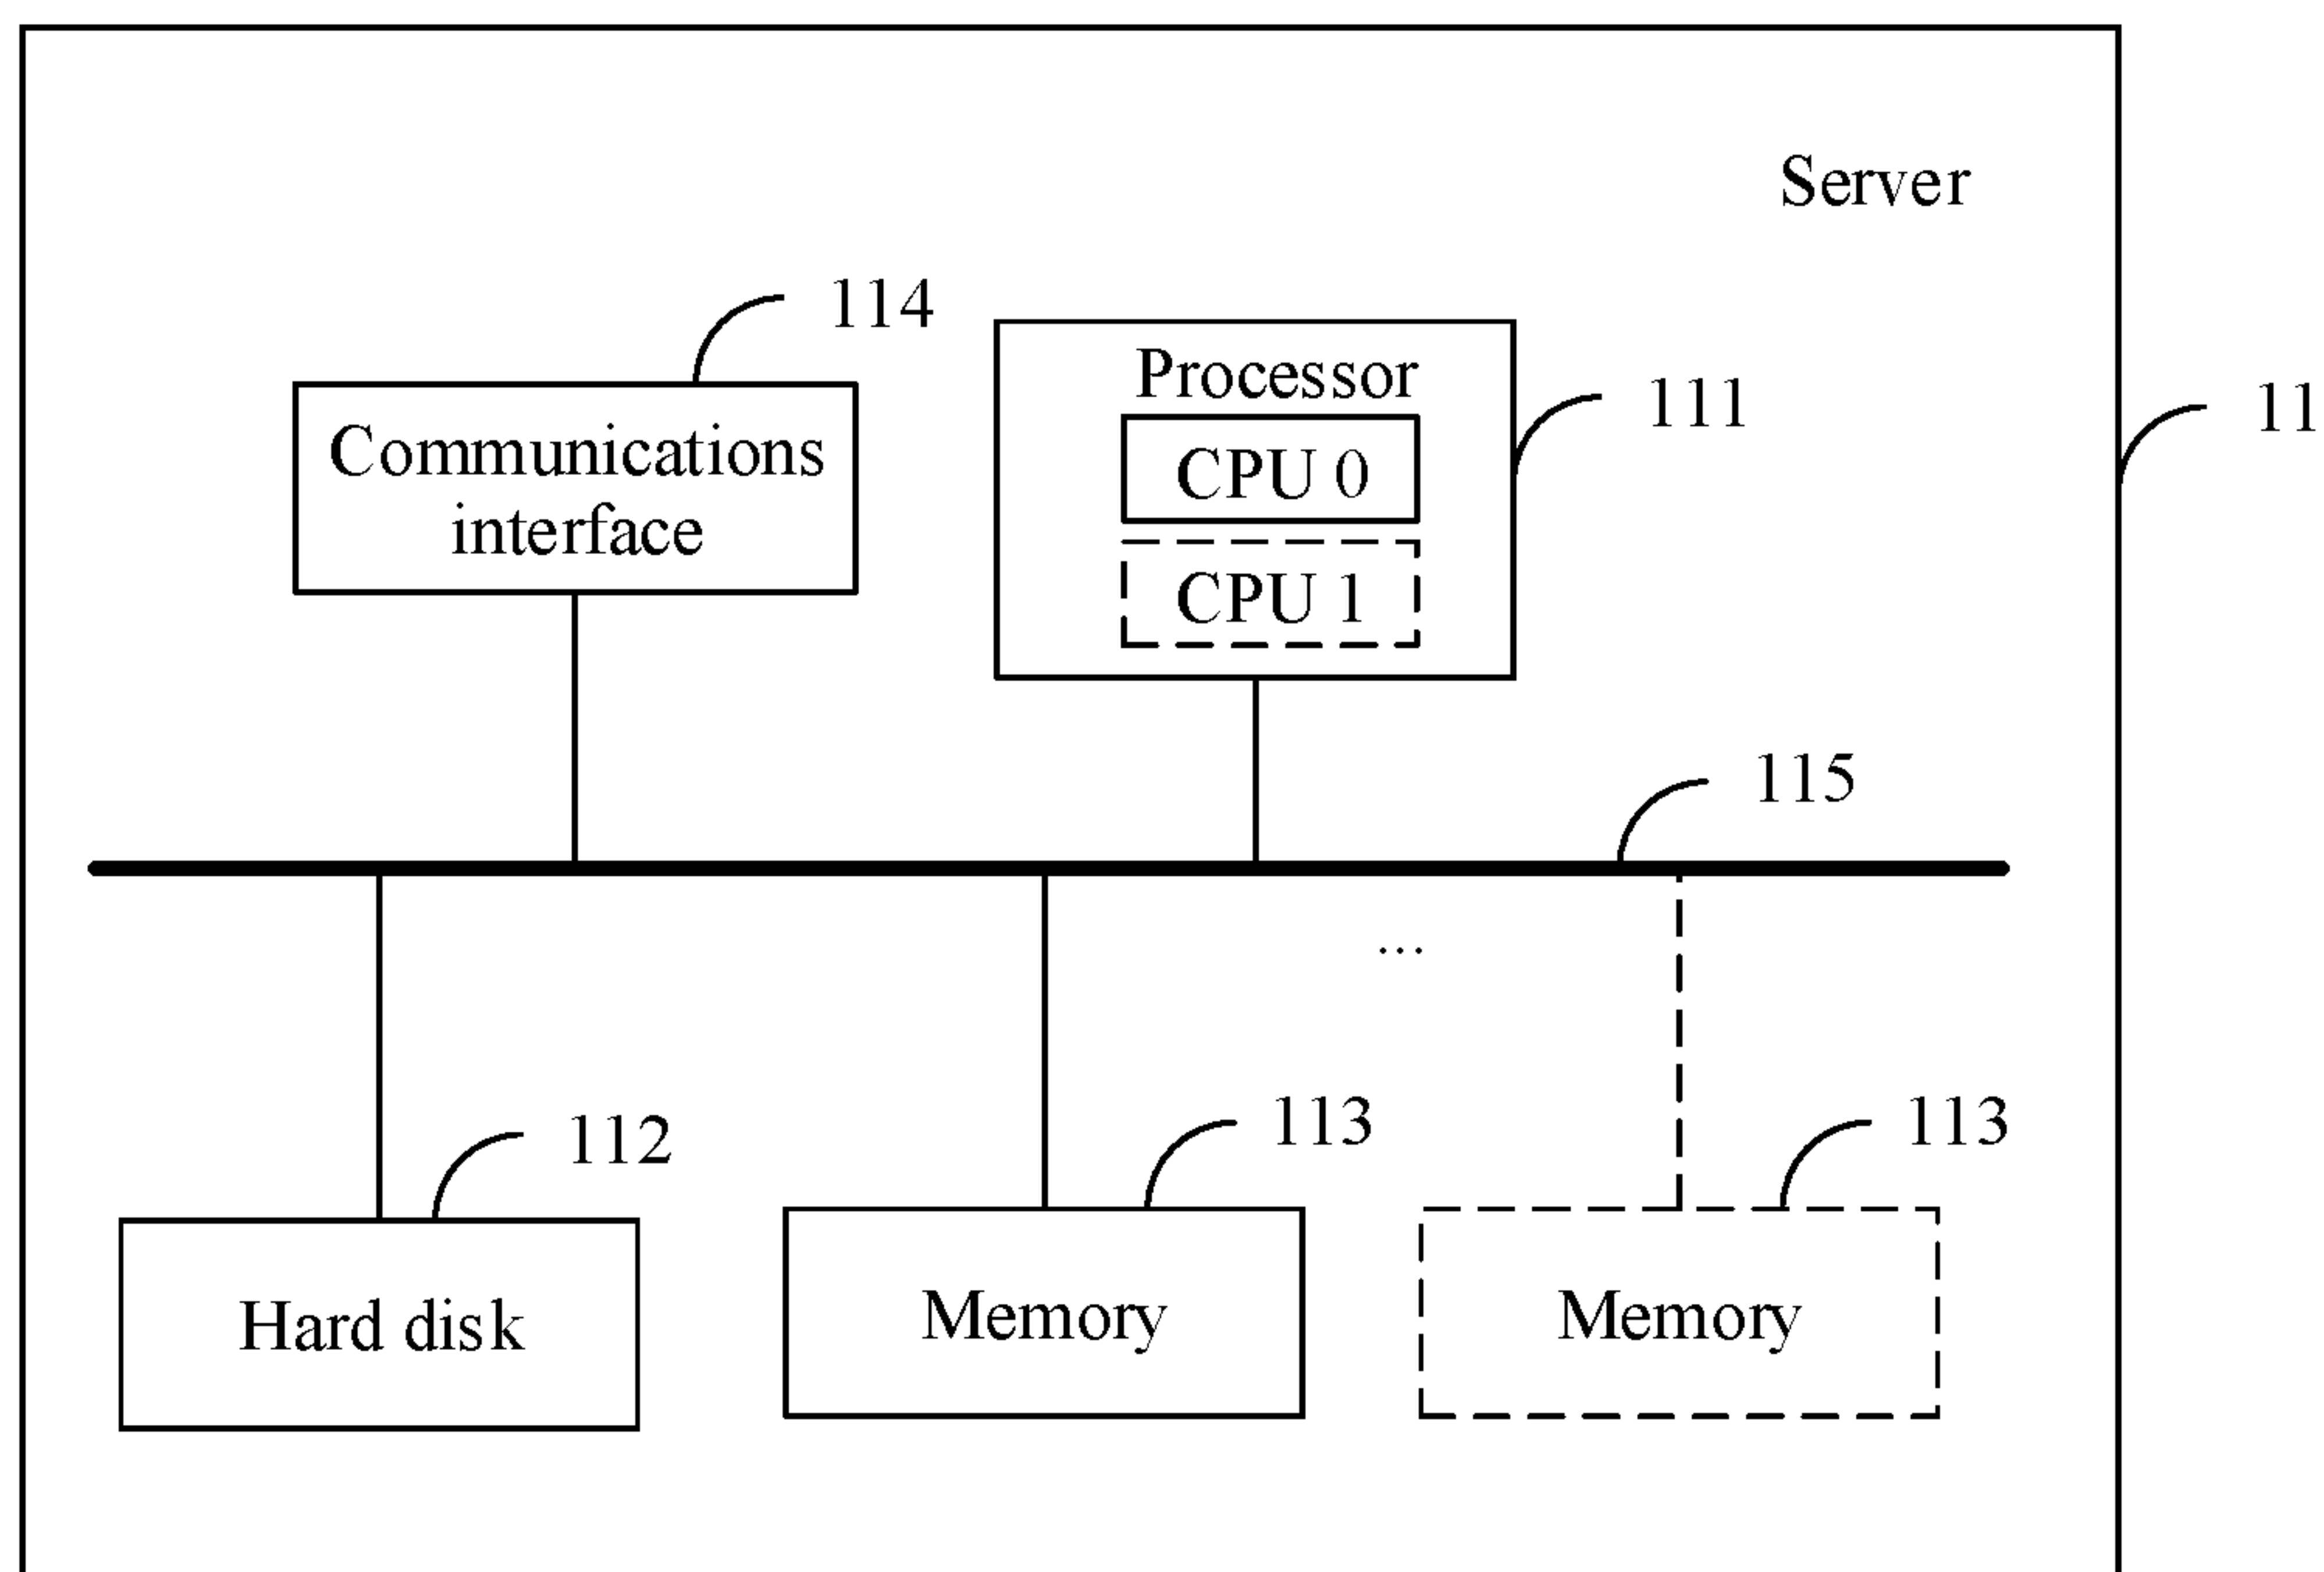 Server
114
Processor
111
11
Communications
interface
CPU 0
CPU 1
115
...
112
113
113
Hard disk
Memory
Memory